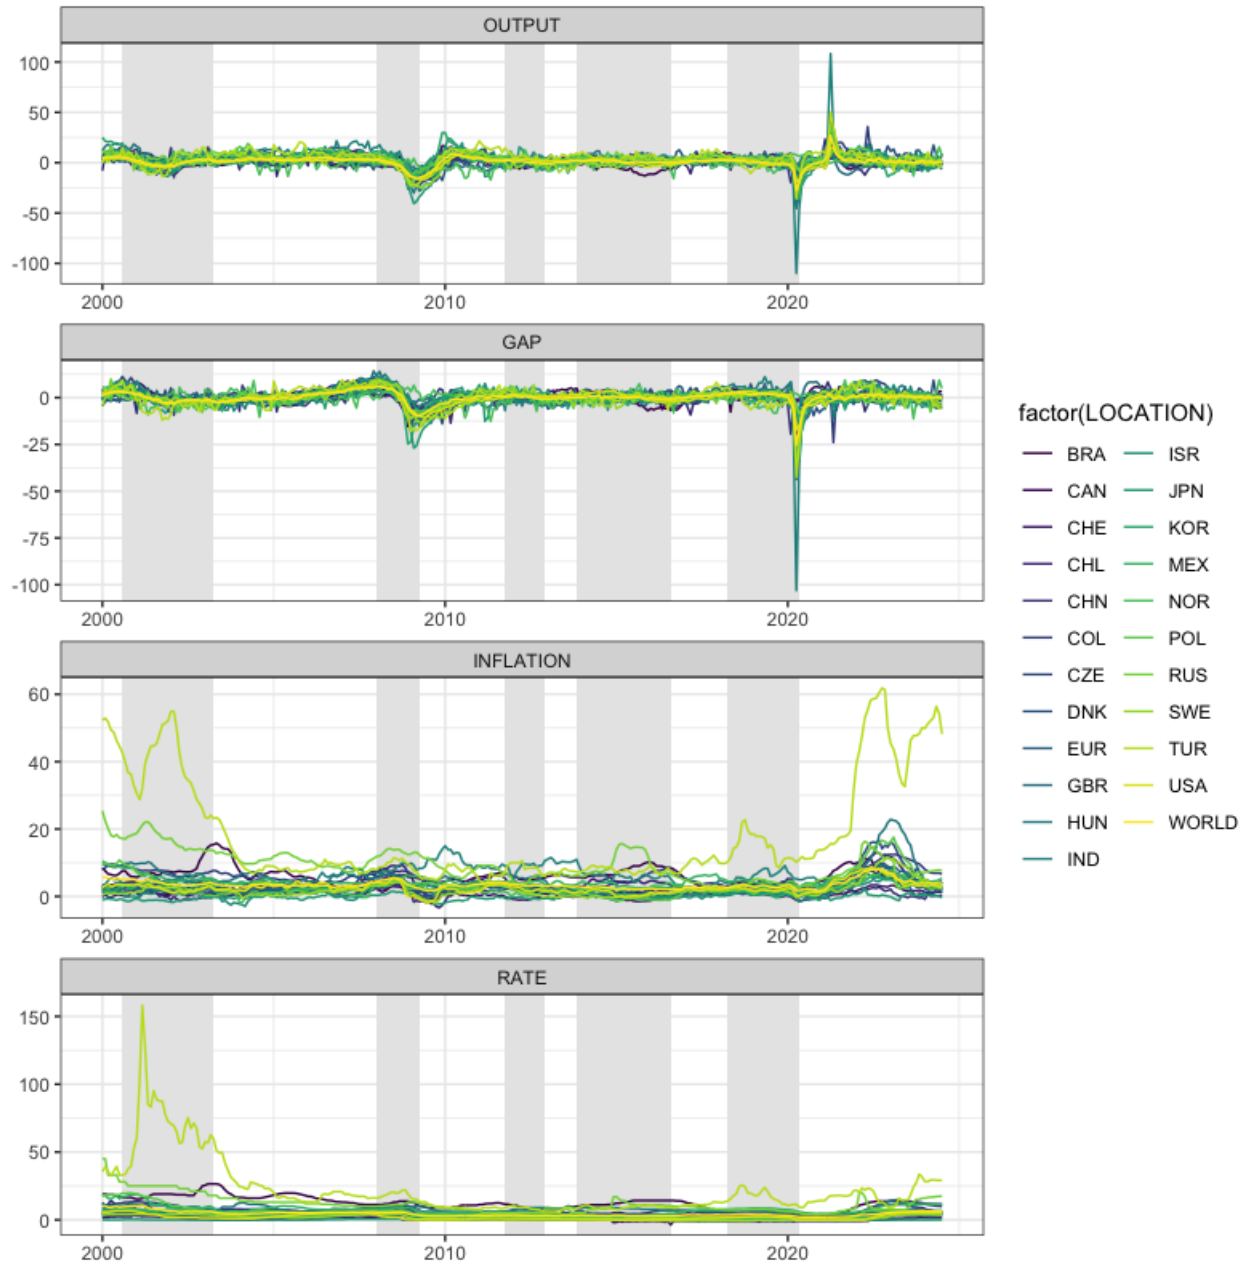 OUTPUT
100
50
0
-50
-100
2000 2010 2020
GAP
0
-25
-50
-75
-100
2000 2010 2020
INFLATION
60
40
20
0
2000 2010 2020
RATE
150
100
50
0
2000 2010 2020
factor(LOCATION)
BRA ISR
CAN JPN
CHE KOR
CHL MEX
CHN NOR
COL POL
CZE RUS
DNK SWE
EUR TUR
GBR USA
HUN WORLD
IND